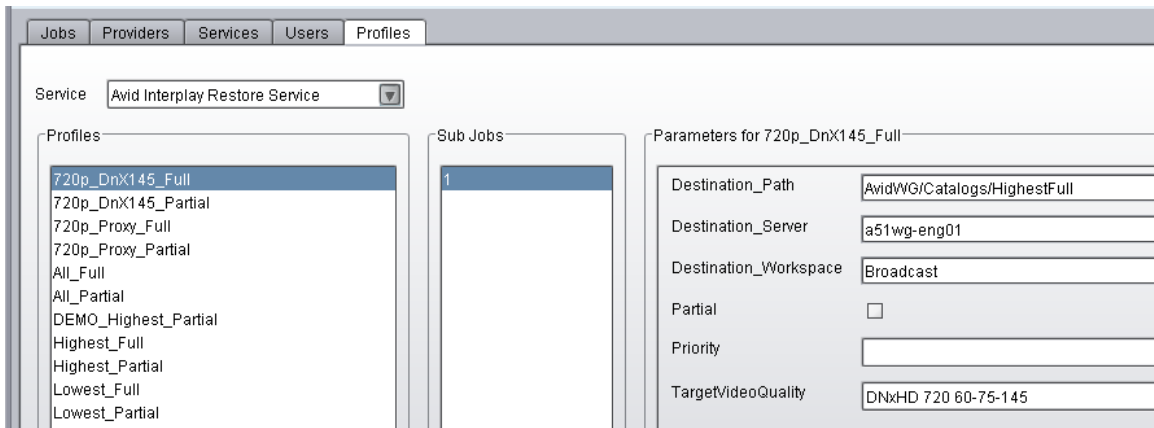 Jobs Providers Services Users Profiles
Service Avid Interplay Restore Service
Profiles
720p_DnX145_Full
720p_DnX145_Partial
720p_Proxy_Full
720p_Proxy_Partial
All_Full
All_Partial
DEMO_Highest_Partial
Highest_Full
Highest_Partial
Lowest_Full
Lowest_Partial
Sub Jobs
1
Parameters for 720p_DnX145_Full
Destination_Path AvidWG/Catalogs/HighestFull
Destination_Server a51wg-eng01
Destination_Workspace Broadcast
Partial
Priority
TargetVideoQuality DNxHD 720 60-75-145